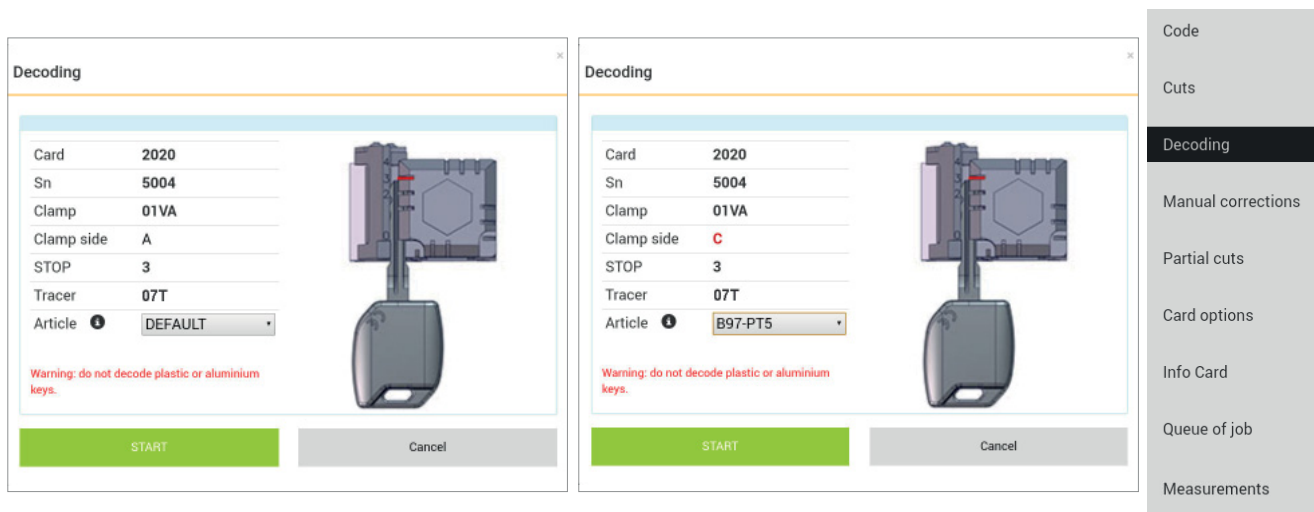 Decoding
×
Card 2020
Sn 5004
Clamp 01VA
Clamp side A
STOP 3
Tracer 07T
Article DEFAULT
Warning: do not decode plastic or aluminium
keys.
START Cancel
Decoding
×
Card 2020
Sn 5004
Clamp 01VA
Clamp side C
STOP 3
Tracer 07T
Article B97-PT5
Warning: do not decode plastic or aluminium
keys.
START Cancel
Code
Cuts
Decoding
Manual corrections
Partial cuts
Card options
Info Card
Queue of job
Measurements